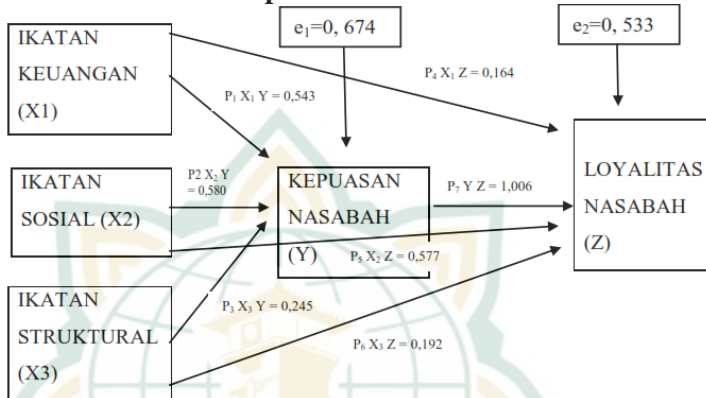 e₁=0, 674
e₂=0, 533
IKATAN
KEUANGAN
(X1)
P₄ X₁ Z = 0,164
P₁ X₁ Y = 0,543
IKATAN
SOSIAL (X2)
P2 X₂ Y
= 0,580
KEPUASAN
NASABAH
(Y)
P₇ Y Z = 1,006
LOYALITAS
NASABAH
(Z)
P₅ X₂ Z = 0,577
IKATAN
STRUKTURAL
(X3)
P₃ X₃ Y = 0,245
P₆ X₃ Z = 0,192